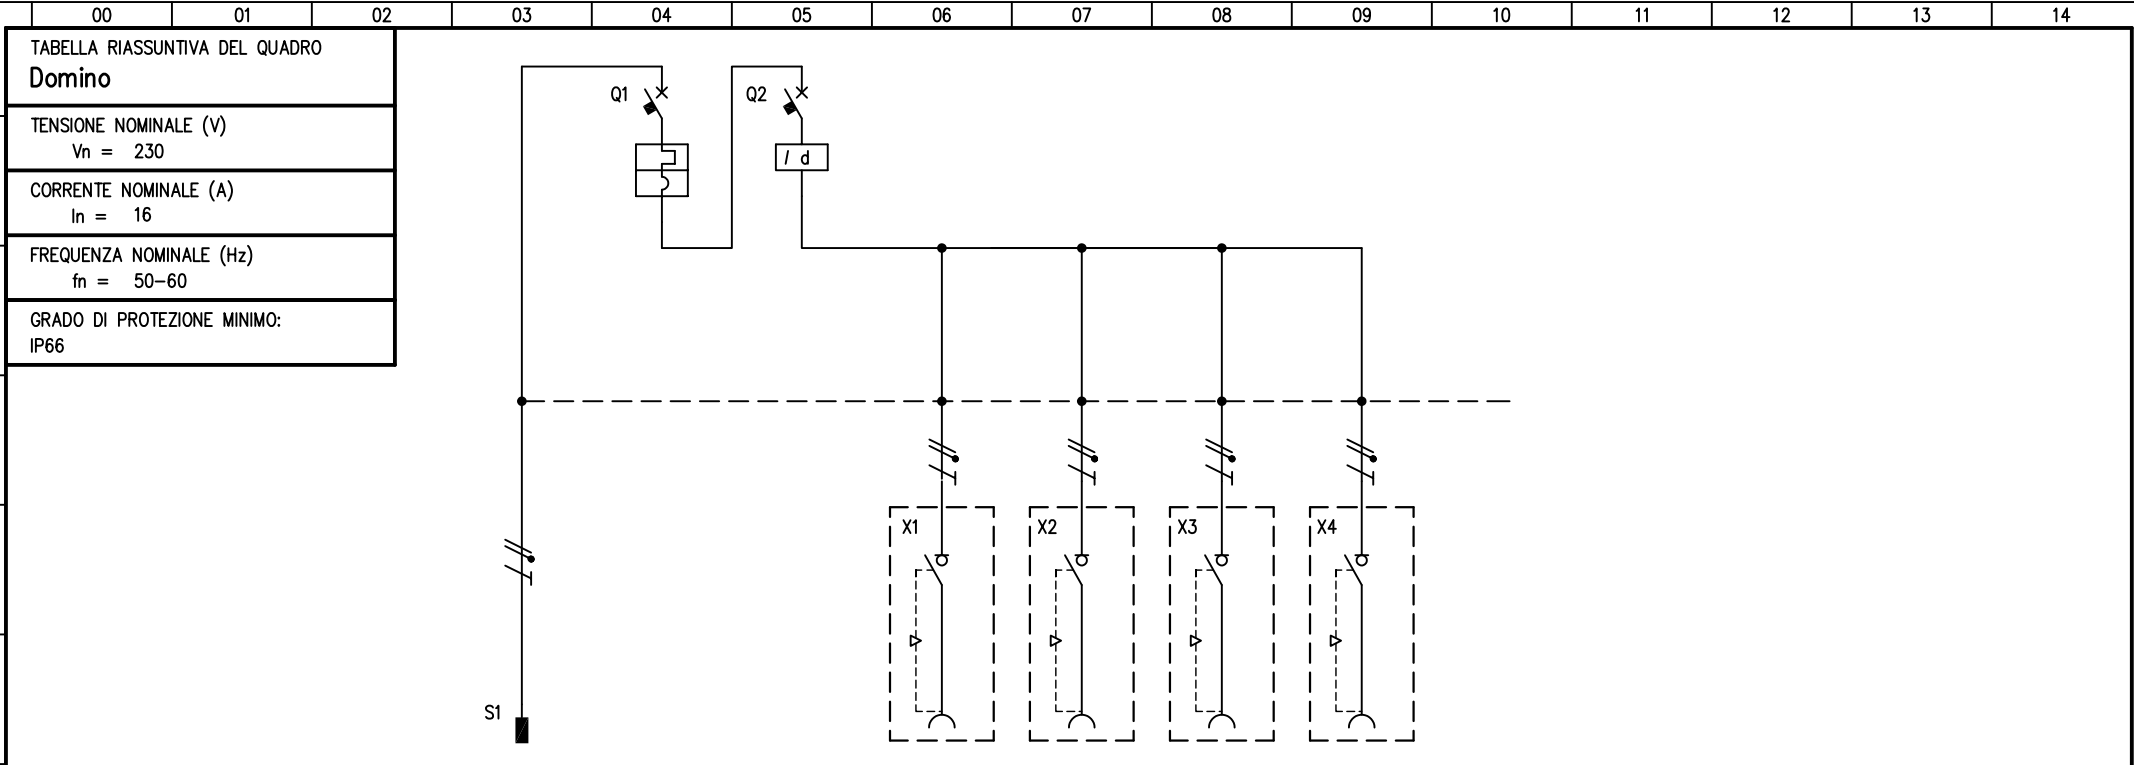 00 01 02 03 04 05 06 07 08 09 10 11 12 13 14
TABELLA RIASSUNTIVA DEL QUADRO
Domino
TENSIONE NOMINALE (V)
Vn = 230
CORRENTE NOMINALE (A)
In = 16
FREQUENZA NOMINALE (Hz)
fn = 50-60
GRADO DI PROTEZIONE MINIMO:
IP66
Q1 Q2
I d
X1 X2 X3 X4
S1